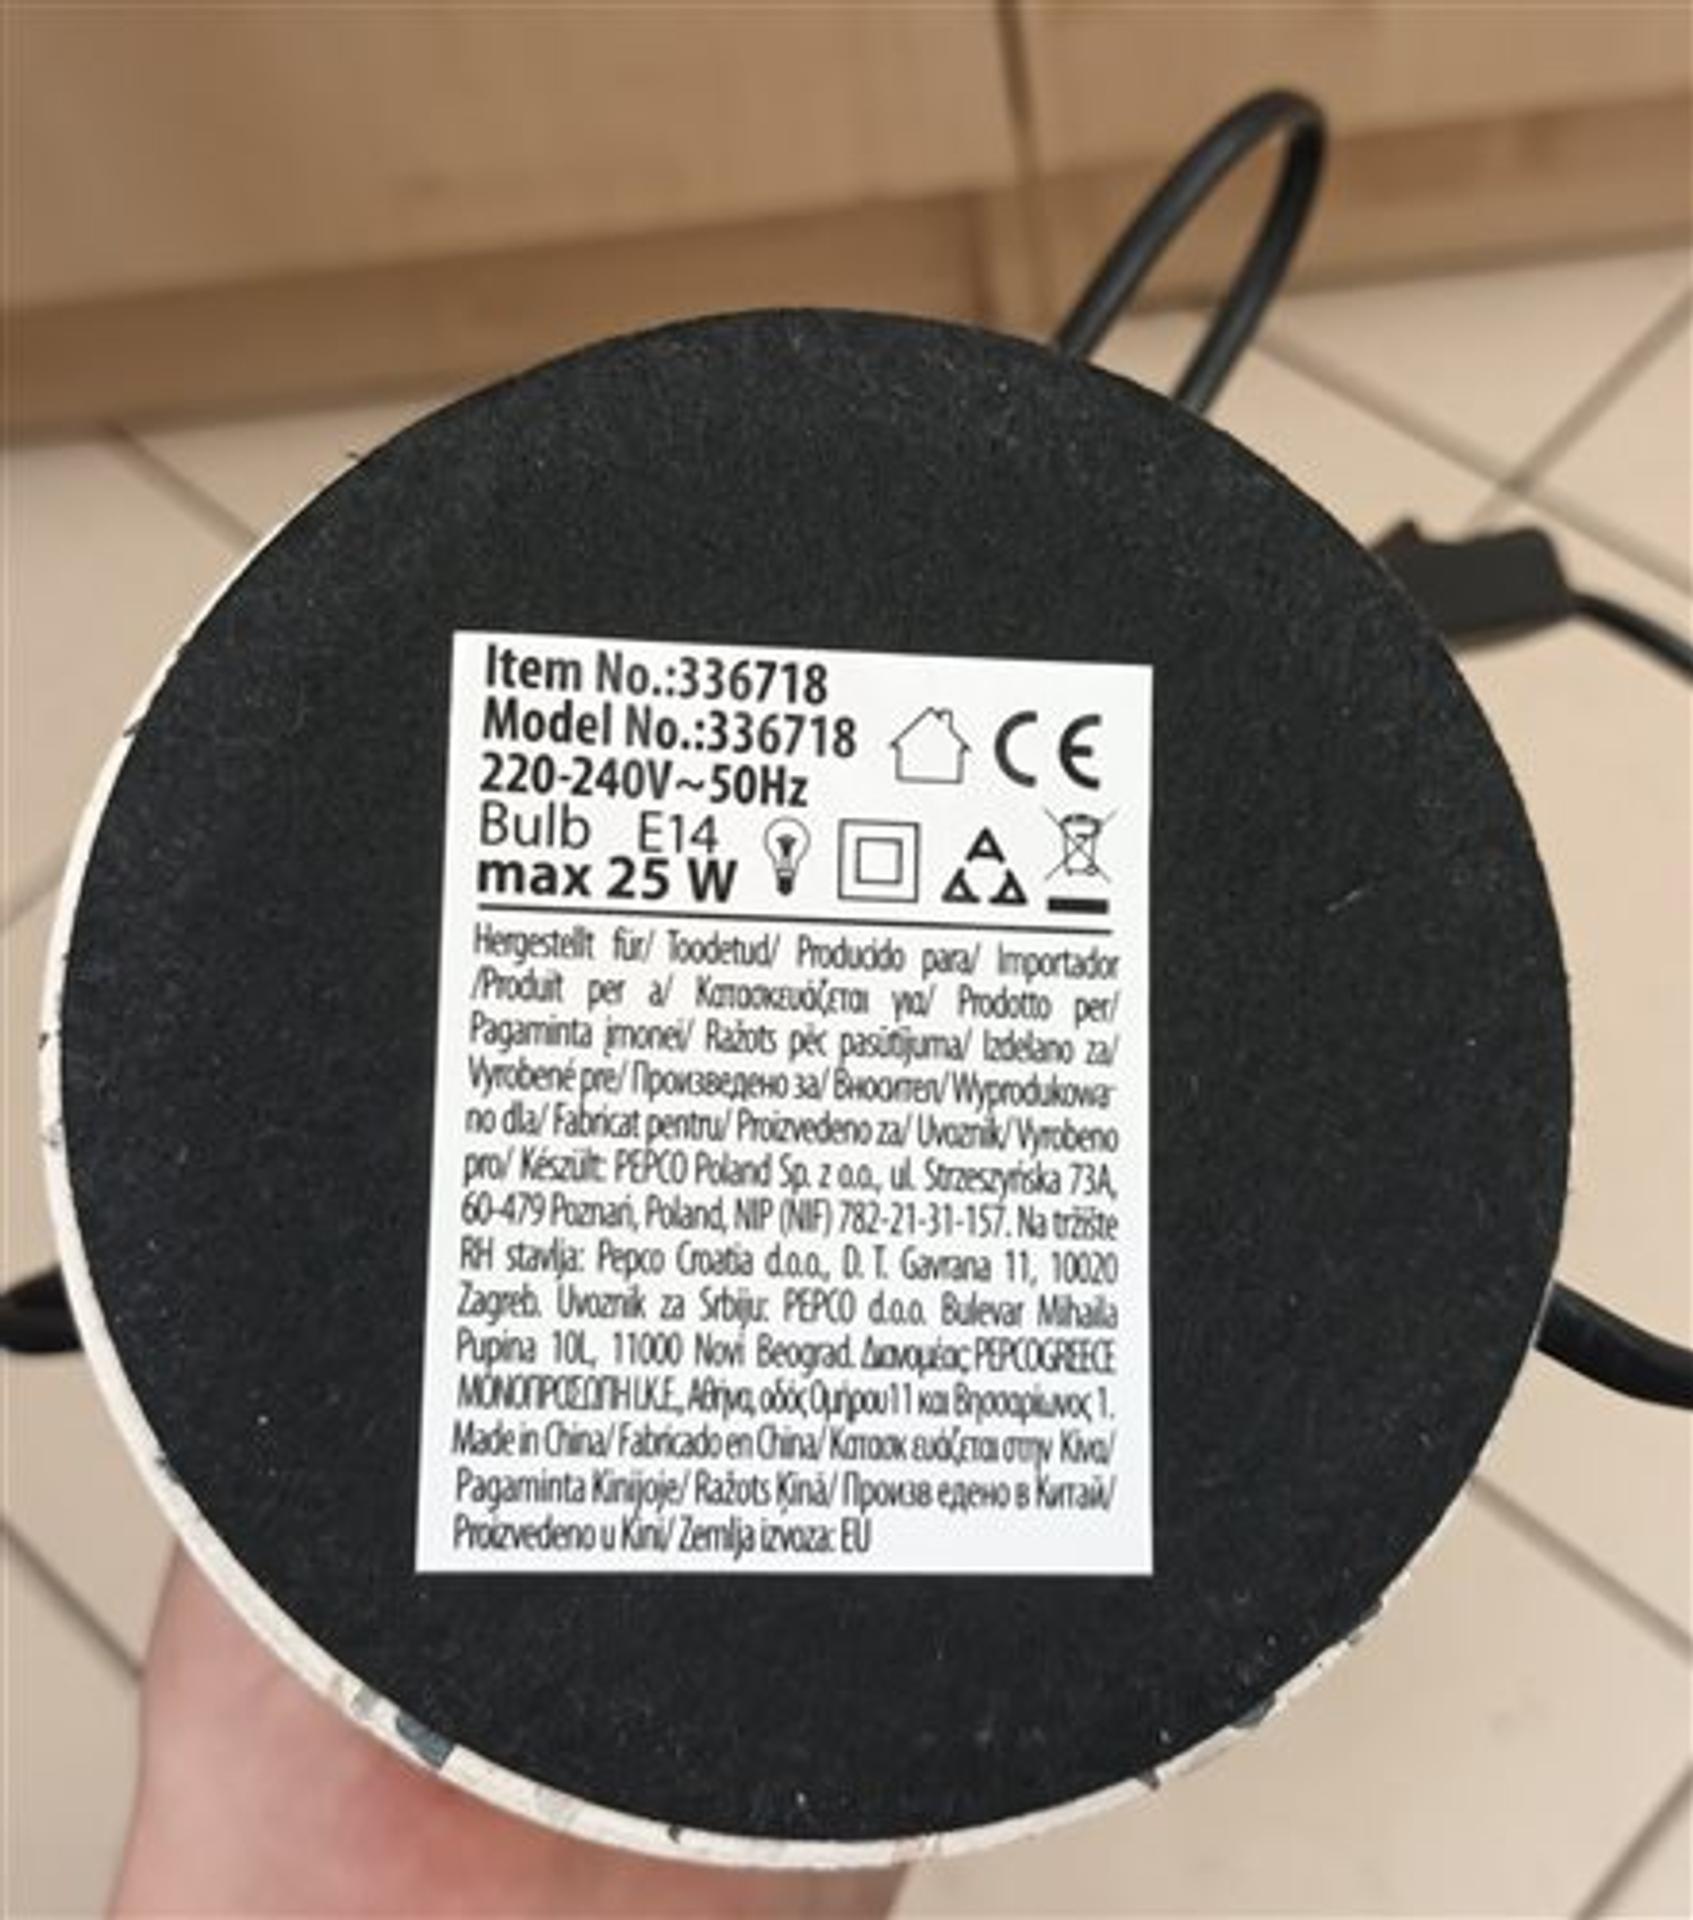 Item No.:336718
Model No.:336718
CE
220-240V~50Hz
Bulb E14
max 25 W
Hergestellt für/ Toodetud/ Producido para/ Importador
/Produit per a/ Κατασκευάζεται για/ Prodotto per/
Pagaminta įmonei/ Ražots pēc pasūtījuma/ Izdelano za/
Vyrobené pre/ Произведено за/ Вносител/ Wyprodukowa-
no dla/ Fabricat pentru/ Proizvedeno za/ Uvoznik/ Vyrobeno
pro/ Készült: PEPCO Poland Sp. z o.o., ul. Strzeszyńska 73A,
60-479 Poznań, Poland, NIP (NIF) 782-21-31-157. Na tržište
RH stavlja: Pepco Croatia d.o.o., D. T. Gavrana 11, 10020
Zagreb. Uvoznik za Srbiju: PEPCO d.o.o. Bulevar Mihaila
Pupina 10L, 11000 Novi Beograd. Διανομέας: PEPCO GREECE
ΜΟΝΟΠΡΟΣΩΠΗ Ι.Κ.Ε., Αθήνα, οδός Ομήρου 11 και Βησσαρίωνος 1.
Made in China/ Fabricado en China/ Κατασκ ευάζεται στην Κίνα/
Pagaminta Kinijoje/ Ražots Ķīnā/ Произв едено в Китай/
Proizvedeno u Kini/ Zemlja izvoza: EU